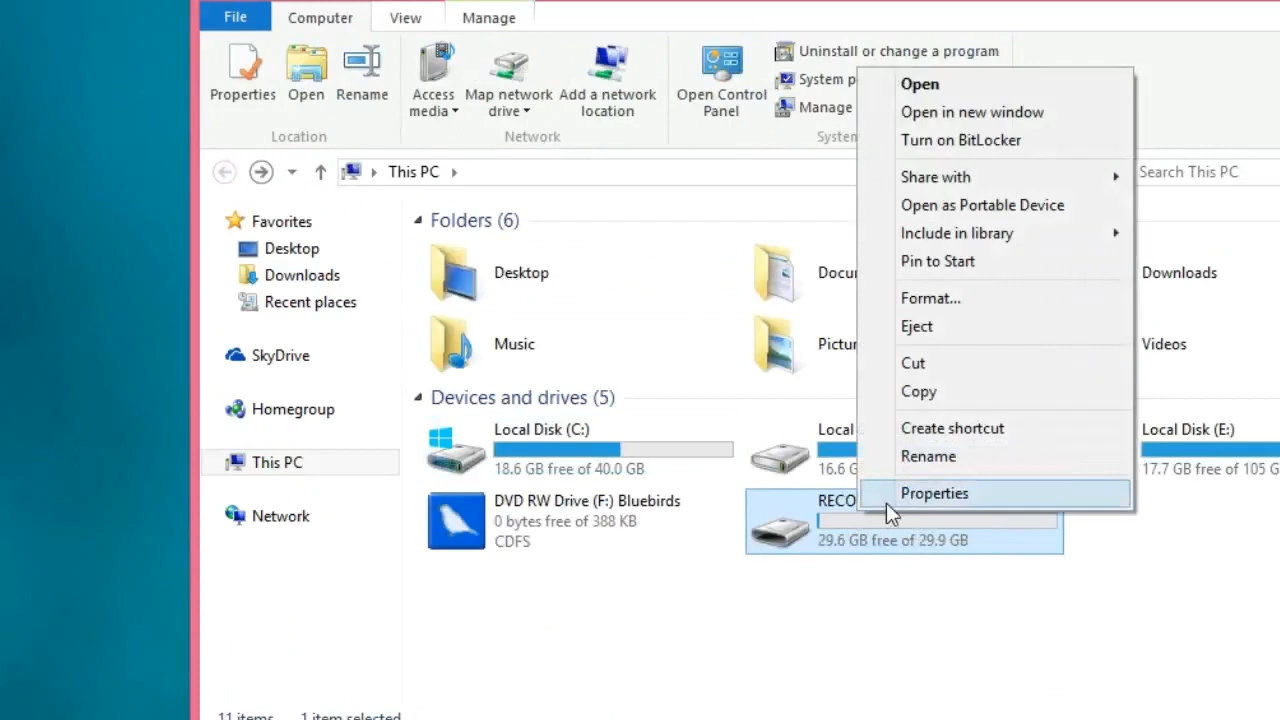 File Computer View Manage
Properties Open Rename Access media Map network drive Add a network location Open Control Panel
Uninstall or change a program
System p
Manage
Location Network System
This PC
Search This PC
Favorites
Desktop
Downloads
Recent places
SkyDrive
Homegroup
This PC
Network
Folders (6)
Desktop
Docu
Downloads
Music
Pictur
Videos
Devices and drives (5)
Local Disk (C:)
18.6 GB free of 40.0 GB
Local
16.6
Local Disk (E:)
17.7 GB free of 105 G
DVD RW Drive (F:) Bluebirds
0 bytes free of 388 KB
CDFS
RECO
29.6 GB free of 29.9 GB
Open
Open in new window
Turn on BitLocker
Share with
Open as Portable Device
Include in library
Pin to Start
Format...
Eject
Cut
Copy
Create shortcut
Rename
Properties
11 items 1 item selected